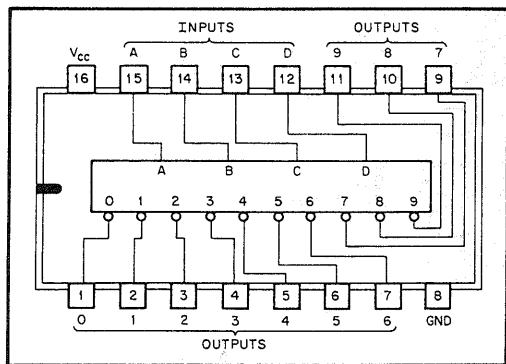 INPUTS OUTPUTS
VCC A B C D 9 8 7
16 15 14 13 12 11 10 9
A B C D
0 1 2 3 4 5 6 7 8 9
1 2 3 4 5 6 7 8
0 1 2 3 4 5 6 GND
OUTPUTS